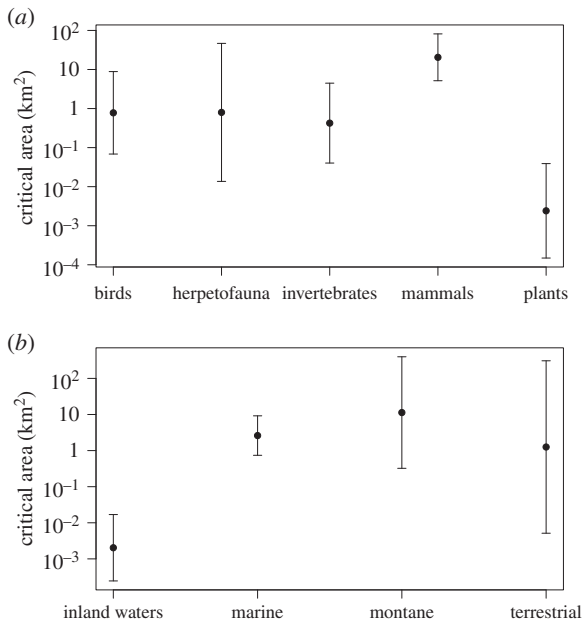 (a)
critical area (km²)
10²
10
1
10⁻¹
10⁻²
10⁻³
10⁻⁴
birds herpetofauna invertebrates mammals plants
(b)
critical area (km²)
10²
10
1
10⁻¹
10⁻²
10⁻³
inland waters marine montane terrestrial